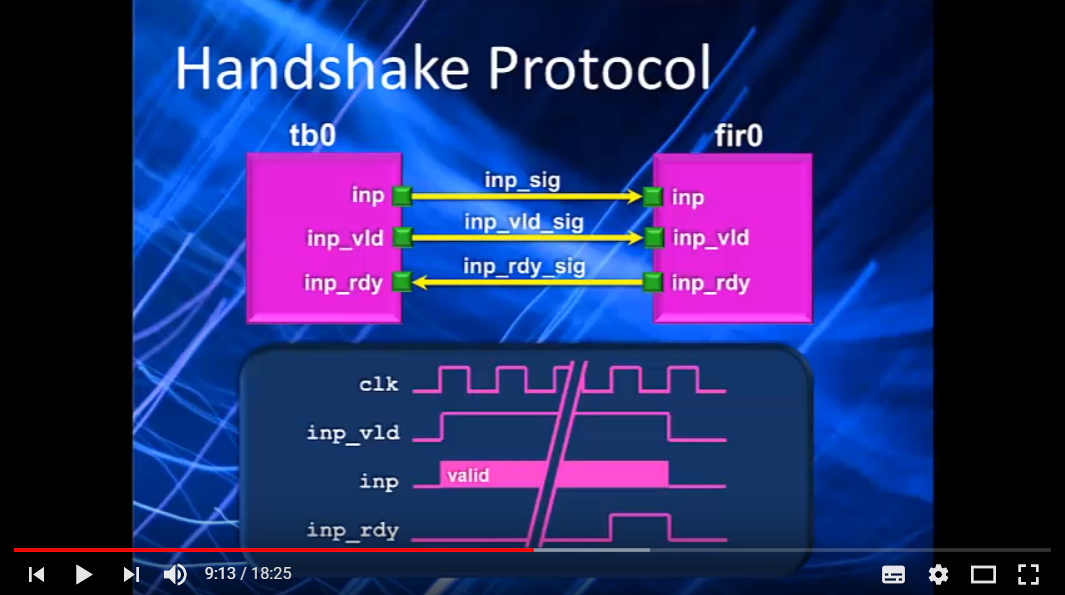 Handshake Protocol
tb0
fir0
inp
inp_sig
inp
inp_vld
inp_vld_sig
inp_vld
inp_rdy
inp_rdy_sig
inp_rdy
clk
inp_vld
inp
valid
inp_rdy
9:13 / 18:25